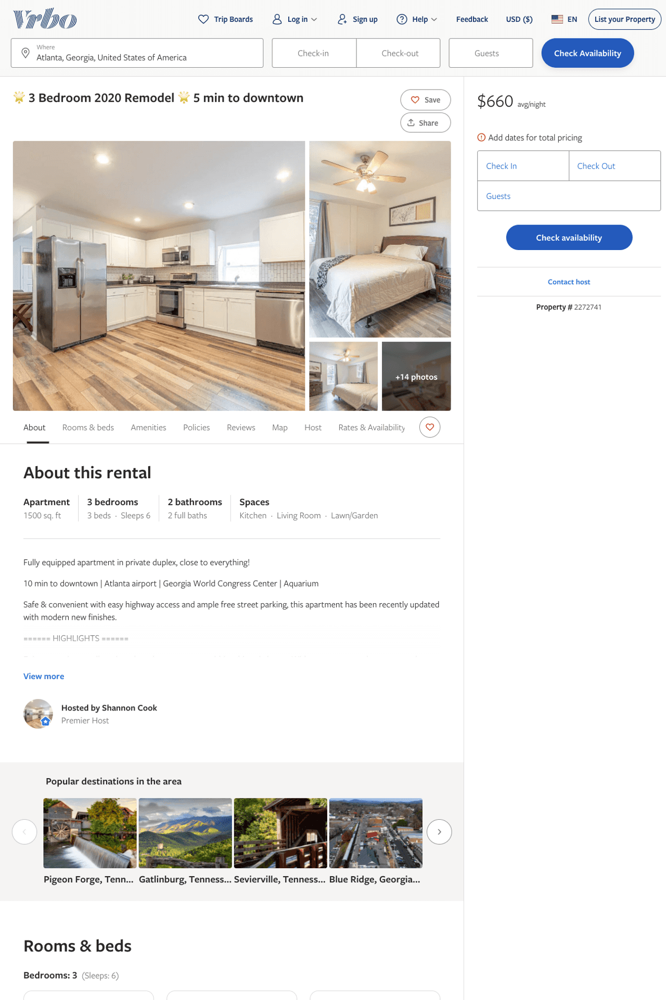 Vrbo
Trip Boards
Log in
Sign up
Help
Feedback
USD ($)
EN
List your Property
Where
Atlanta, Georgia, United States of America
Check-in
Check-out
Guests
Check Availability
🌟 3 Bedroom 2020 Remodel 🌟 5 min to downtown
Save
Share
+14 photos
$660 avg/night
Add dates for total pricing
Check In
Check Out
Guests
Check availability
Contact host
Property # 2272741
About
Rooms & beds
Amenities
Policies
Reviews
Map
Host
Rates & Availability
About this rental
Apartment
1500 sq. ft
3 bedrooms
3 beds · Sleeps 6
2 bathrooms
2 full baths
Spaces
Kitchen · Living Room · Lawn/Garden
Fully equipped apartment in private duplex, close to everything!
10 min to downtown | Atlanta airport | Georgia World Congress Center | Aquarium
Safe & convenient with easy highway access and ample free street parking, this apartment has been recently updated
with modern new finishes.
====== HIGHLIGHTS ======
View more
Hosted by Shannon Cook
Premier Host
Popular destinations in the area
Pigeon Forge, Tenn...
Gatlinburg, Tenness...
Sevierville, Tenness...
Blue Ridge, Georgia...
Rooms & beds
Bedrooms: 3 (Sleeps: 6)